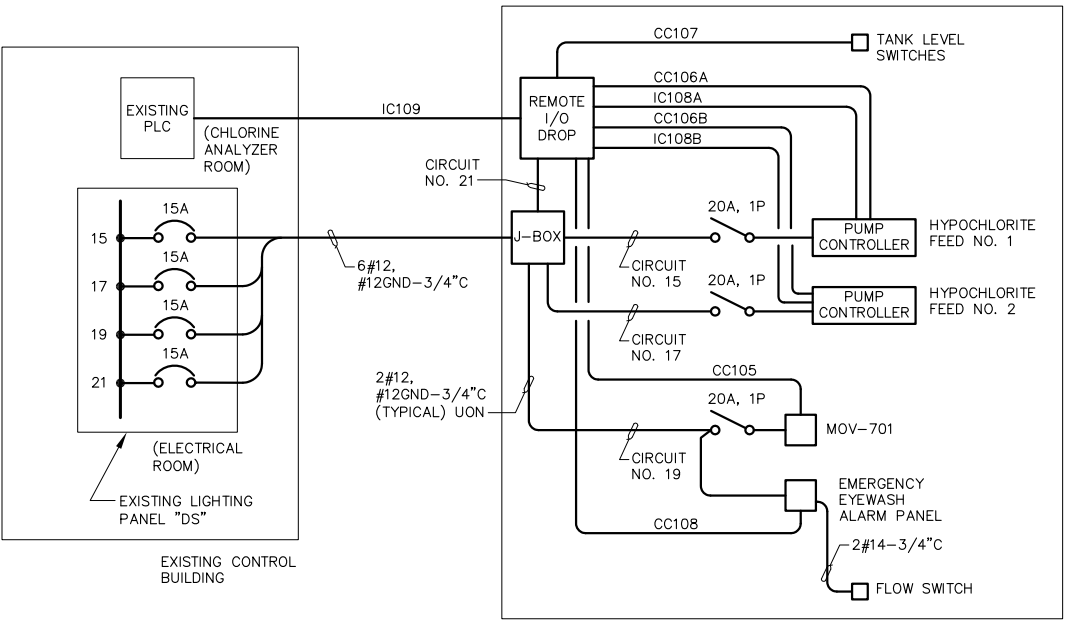 CC107
TANK LEVEL
SWITCHES
EXISTING
PLC
(CHLORINE
ANALYZER
ROOM)
IC109
REMOTE
I/O
DROP
CC106A
IC108A
CC106B
IC108B
CIRCUIT
NO. 21
15A
15
15A
17
15A
19
15A
21
6#12,
#12GND-3/4"C
J-BOX
CIRCUIT
NO. 15
20A, 1P
PUMP
CONTROLLER
HYPOCHLORITE
FEED NO. 1
CIRCUIT
NO. 17
20A, 1P
PUMP
CONTROLLER
HYPOCHLORITE
FEED NO. 2
2#12,
#12GND-3/4"C
(TYPICAL) UON
CC105
20A, 1P
MOV-701
CIRCUIT
NO. 19
(ELECTRICAL
ROOM)
EXISTING LIGHTING
PANEL "DS"
EXISTING CONTROL
BUILDING
EMERGENCY
EYEWASH
ALARM PANEL
CC108
2#14-3/4"C
FLOW SWITCH